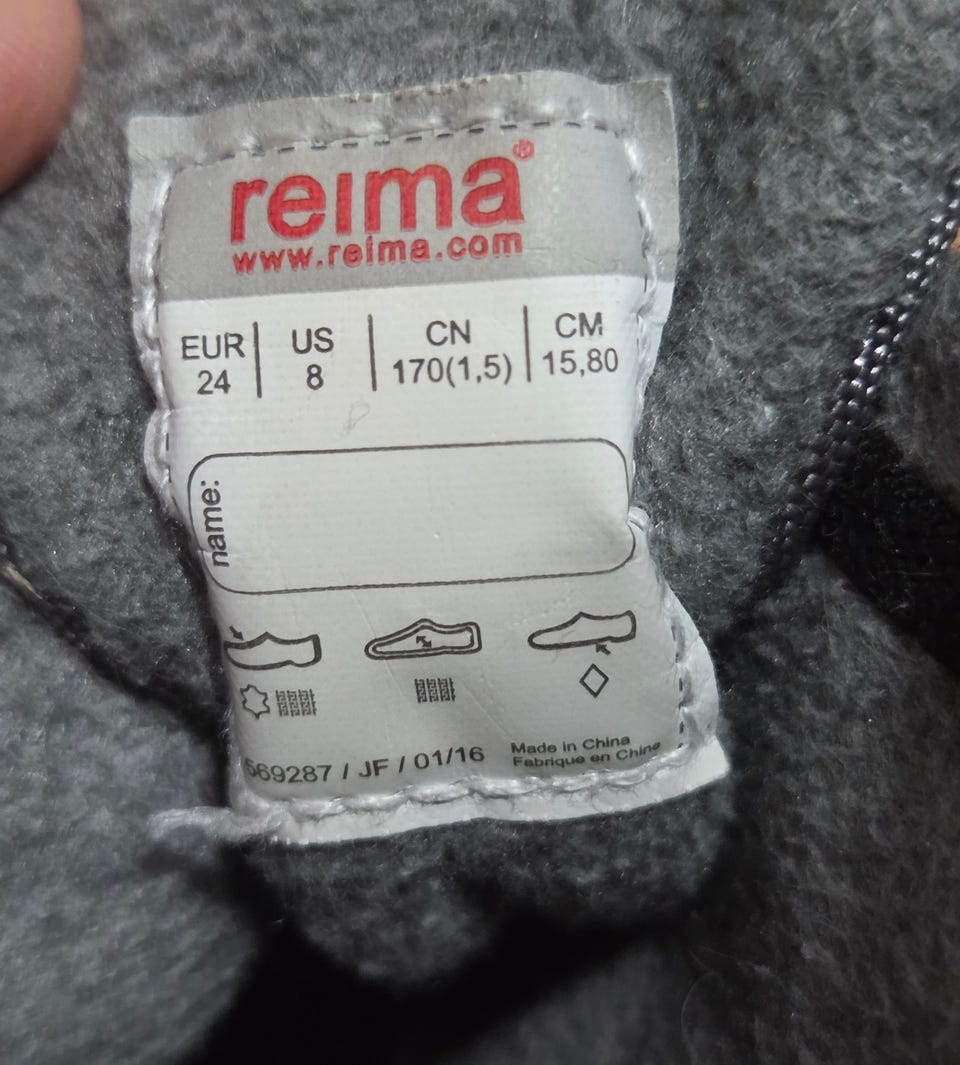 reima®
www.reima.com
EUR | US | CN | CM
24 | 8 | 170(1,5) | 15,80
name:
569287 / JF / 01/16
Made in China
Fabrique en Chine